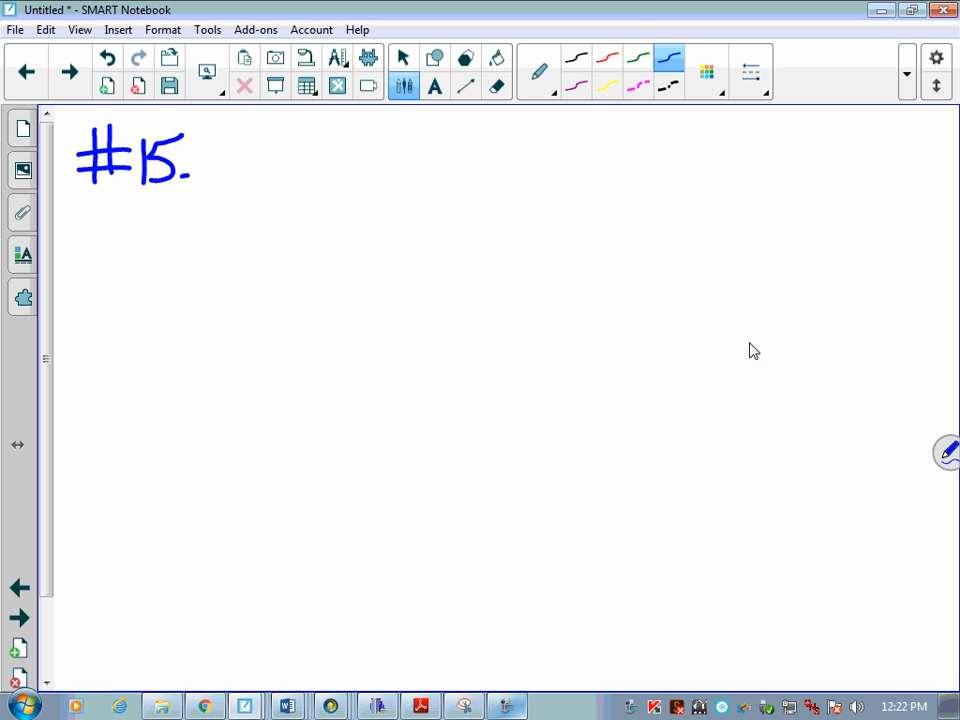 Untitled * - SMART Notebook
File Edit View Insert Format Tools Add-ons Account Help
#15.
12:22 PM